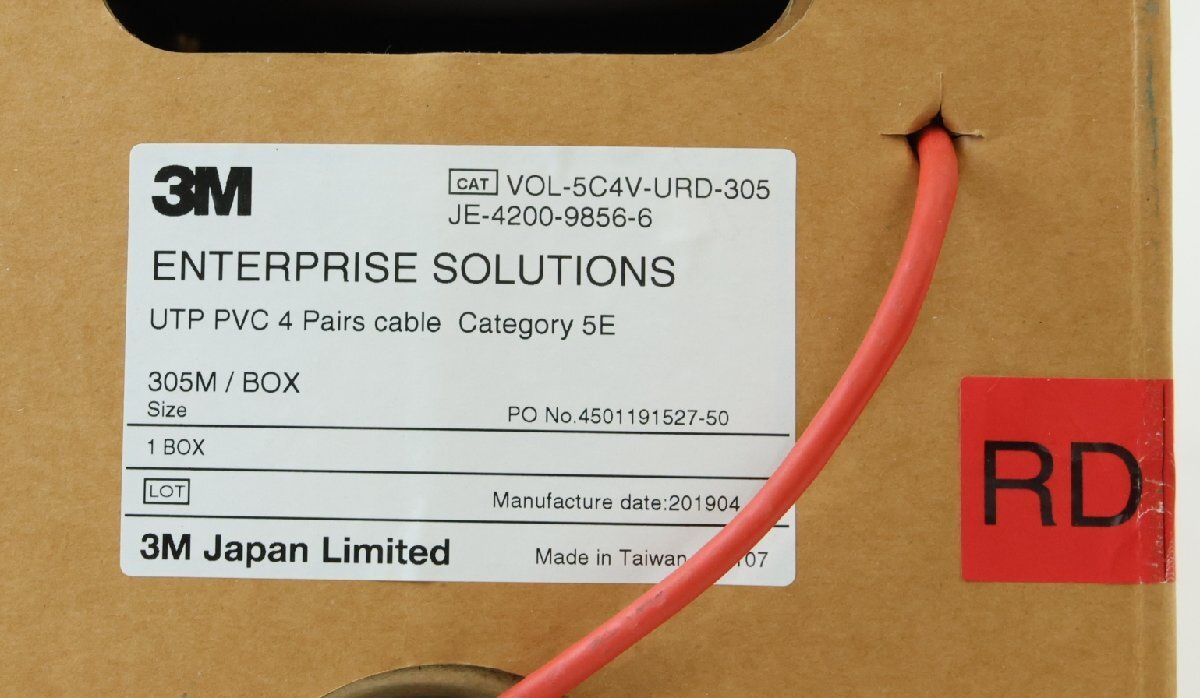 3M
CAT VOL-5C4V-URD-305
JE-4200-9856-6
ENTERPRISE SOLUTIONS
UTP PVC 4 Pairs cable Category 5E
305M / BOX
Size
PO No.4501191527-50
1 BOX
LOT
Manufacture date:201904
3M Japan Limited
Made in Taiwan
RD